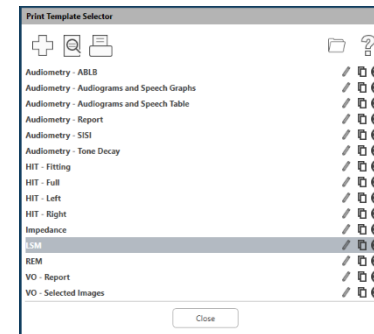 Print Template Selector
Audiometry - ABLB
Audiometry - Audiograms and Speech Graphs
Audiometry - Audiograms and Speech Table
Audiometry - Report
Audiometry - SISI
Audiometry - Tone Decay
HIT - Fitting
HIT - Full
HIT - Left
HIT - Right
Impedance
LSM
REM
VO - Report
VO - Selected Images
Close